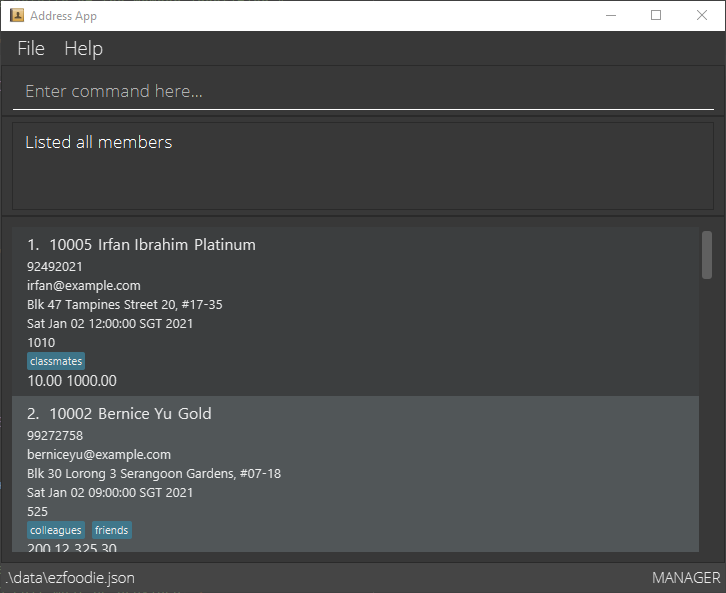 Address App
File Help
Enter command here...
Listed all members
1. 10005 Irfan Ibrahim Platinum
92492021
irfan@example.com
Blk 47 Tampines Street 20, #17-35
Sat Jan 02 12:00:00 SGT 2021
1010
classmates
10.00 1000.00
2. 10002 Bernice Yu Gold
99272758
berniceyu@example.com
Blk 30 Lorong 3 Serangoon Gardens, #07-18
Sat Jan 02 09:00:00 SGT 2021
525
colleagues friends
200.12 325.30
.\data\ezfoodie.json MANAGER